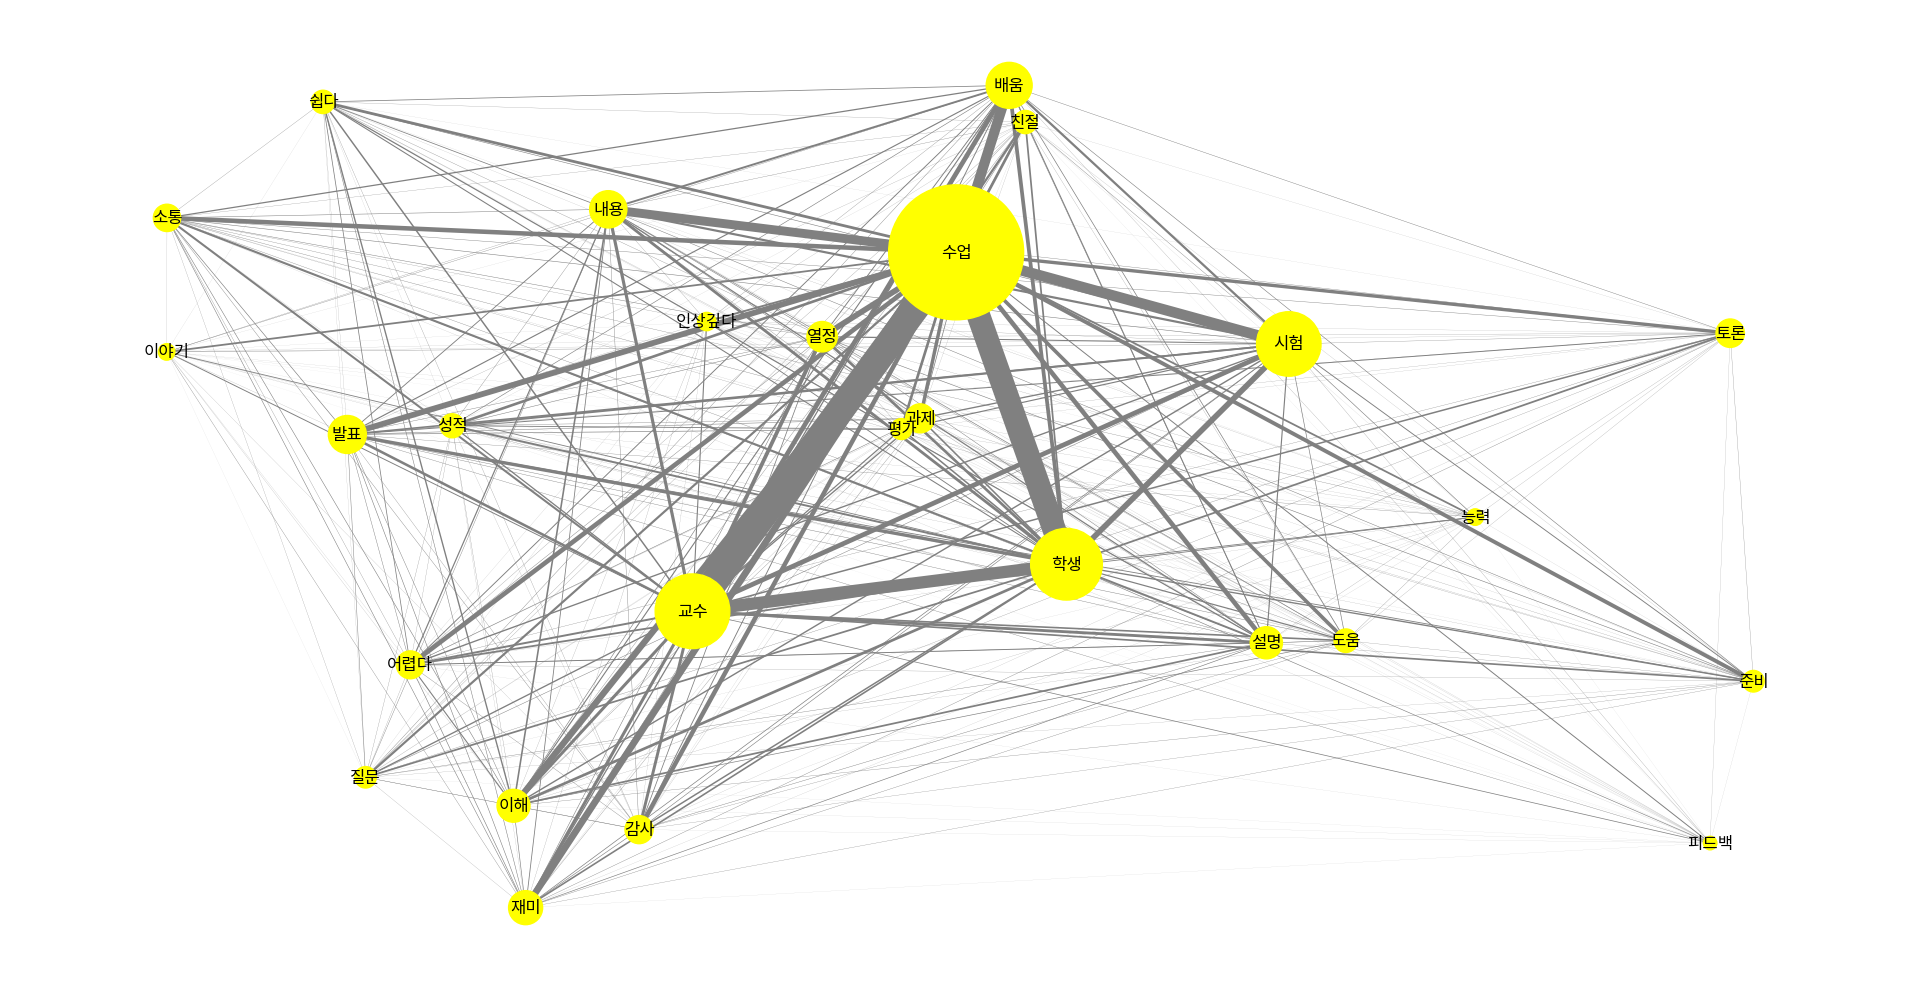 배움
쉽다
친절
내용
소통
수업
인상깊다
토론
열정
시험
이야기
과제
성적
평가
발표
능력
학생
교수
도움
설명
어렵다
준비
질문
이해
감사
피드백
재미